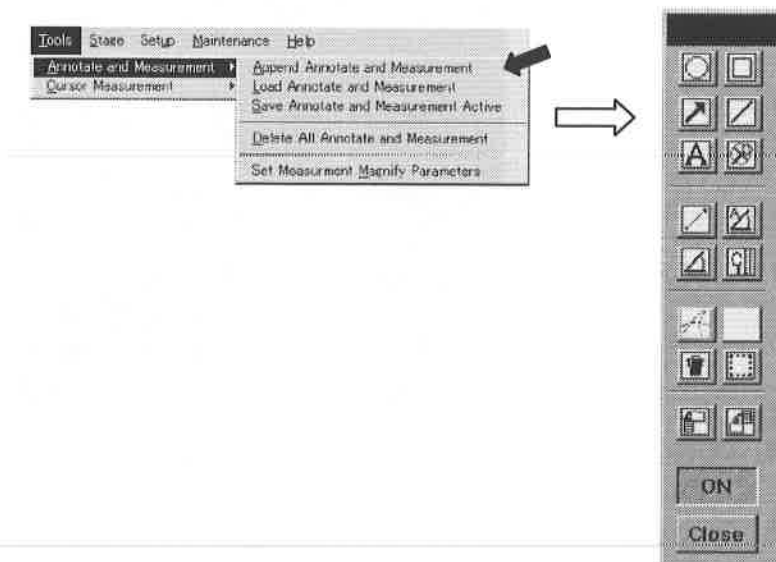 Tools Stage Setup Maintenance Help
Annotate and Measurement
Cursor Measurement
Append Annotate and Measurement
Load Annotate and Measurement
Save Annotate and Measurement Active
Delete All Annotate and Measurement
Set Measurment Magnify Parameters
A
ON
Close